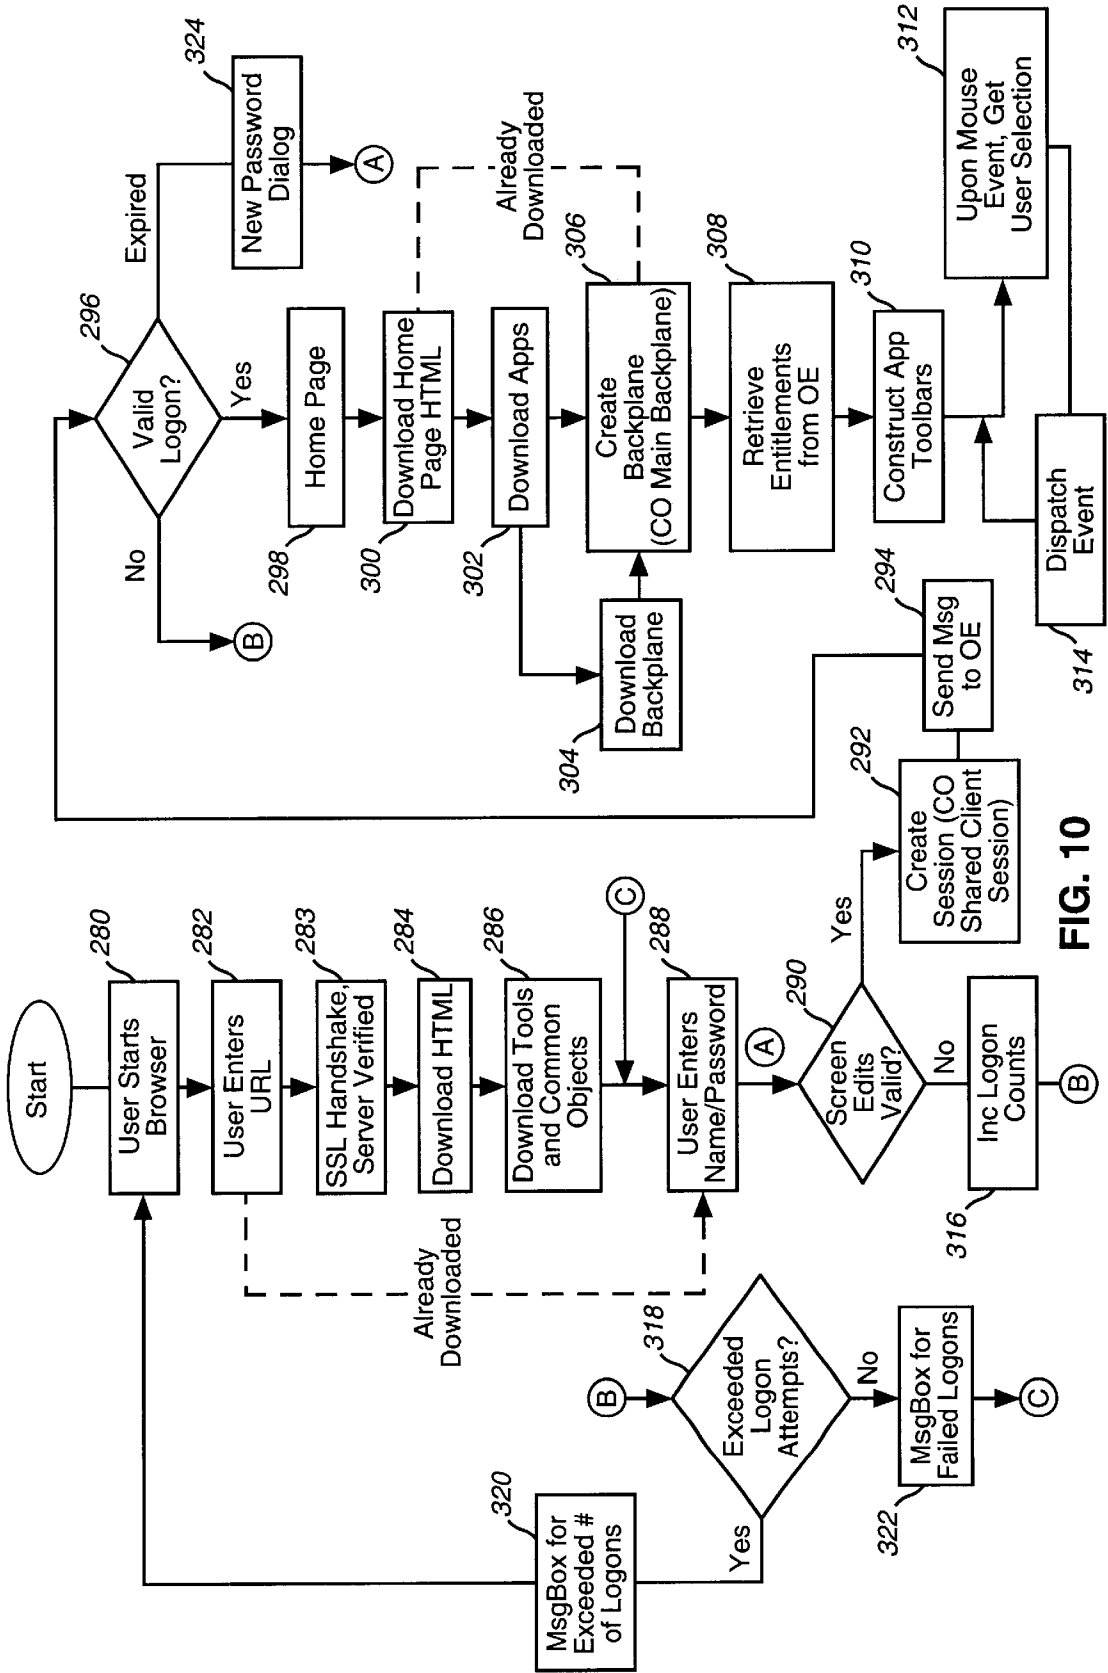 Start
280
User Starts
Browser
282
User Enters
URL
283
SSL Handshake,
Server Verified
284
Download HTML
286
Download Tools
and Common
Objects
C
288
User Enters
Name/Password
A
Already
Downloaded
290
Screen
Edits
Valid?
Yes
No
292
Create
Session (CO
Shared Client
Session)
294
Send Msg
to OE
316
Inc Logon
Counts
B
B
318
Exceeded
Logon
Attempts?
Yes
No
320
MsgBox for
Exceeded #
of Logons
322
MsgBox for
Failed Logons
C
296
Valid
Logon?
No
B
Expired
324
New Password
Dialog
A
Yes
298
Home Page
300
Download Home
Page HTML
302
Download Apps
304
Download
Backplane
Already
Downloaded
306
Create
Backplane
(CO Main Backplane)
308
Retrieve
Entitlements
from OE
310
Construct App
Toolbars
312
Upon Mouse
Event, Get
User Selection
314
Dispatch
Event
FIG. 10